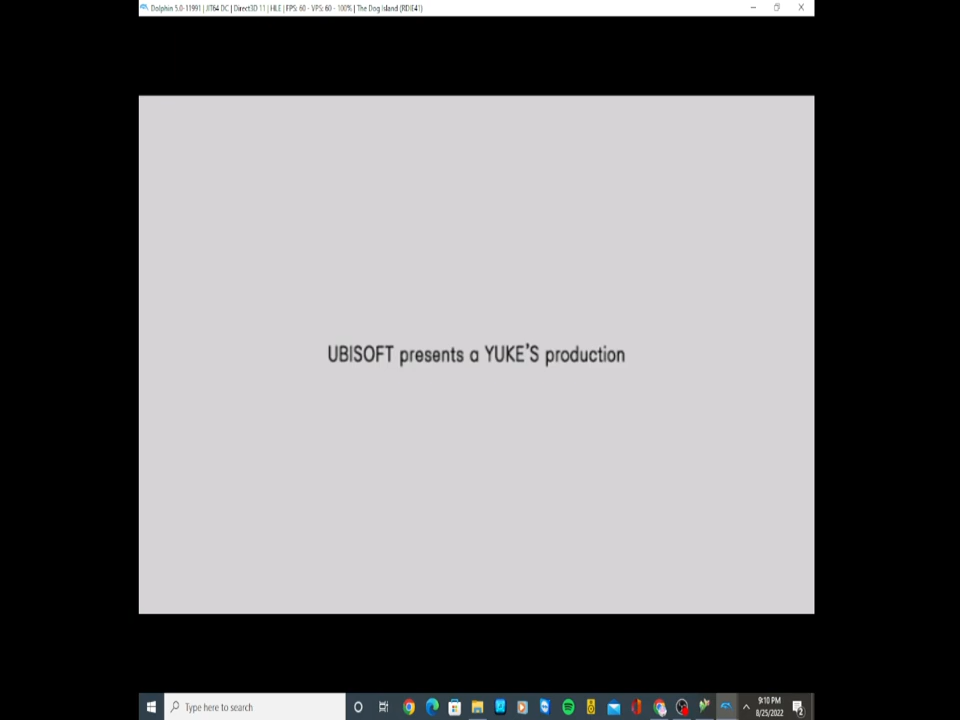 Dolphin 5.0-11991 | JIT64 DC | Direct3D 11 | HLE | FPS: 60 - VPS: 60 - 100% | The Dog Island (RDIE41)
UBISOFT presents a YUKE'S production
Type here to search
9:10 PM
8/25/2022
2